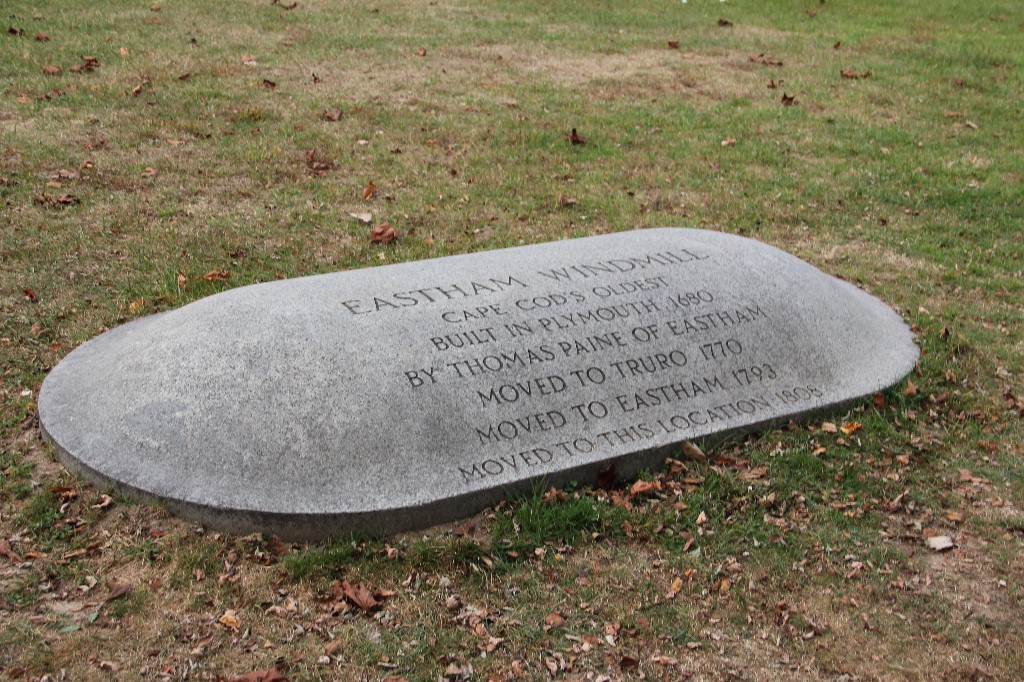 EASTHAM WINDMILL
CAPE COD'S OLDEST
BUILT IN PLYMOUTH 1680
BY THOMAS PAINE OF EASTHAM
MOVED TO TRURO 1770
MOVED TO EASTHAM 1793
MOVED TO THIS LOCATION 1808